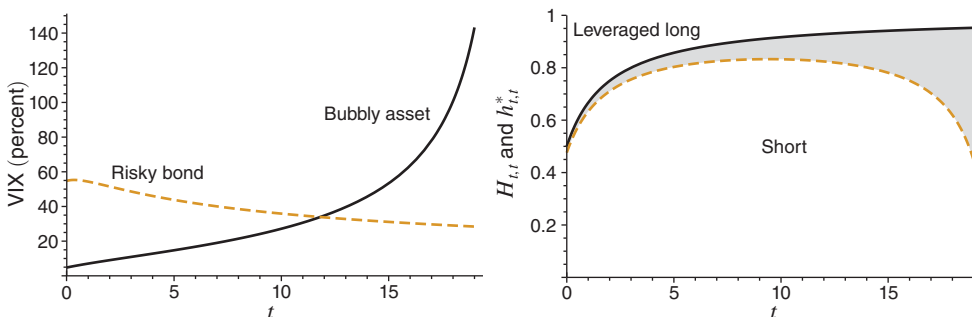 VIX (percent)
140
120
100
80
60
40
20
Bubbly asset
Risky bond
0
5
10
15
t
H_{t,t} and h^*_{t,t}
1
0.8
0.6
0.4
0.2
Leveraged long
Short
0
5
10
15
t